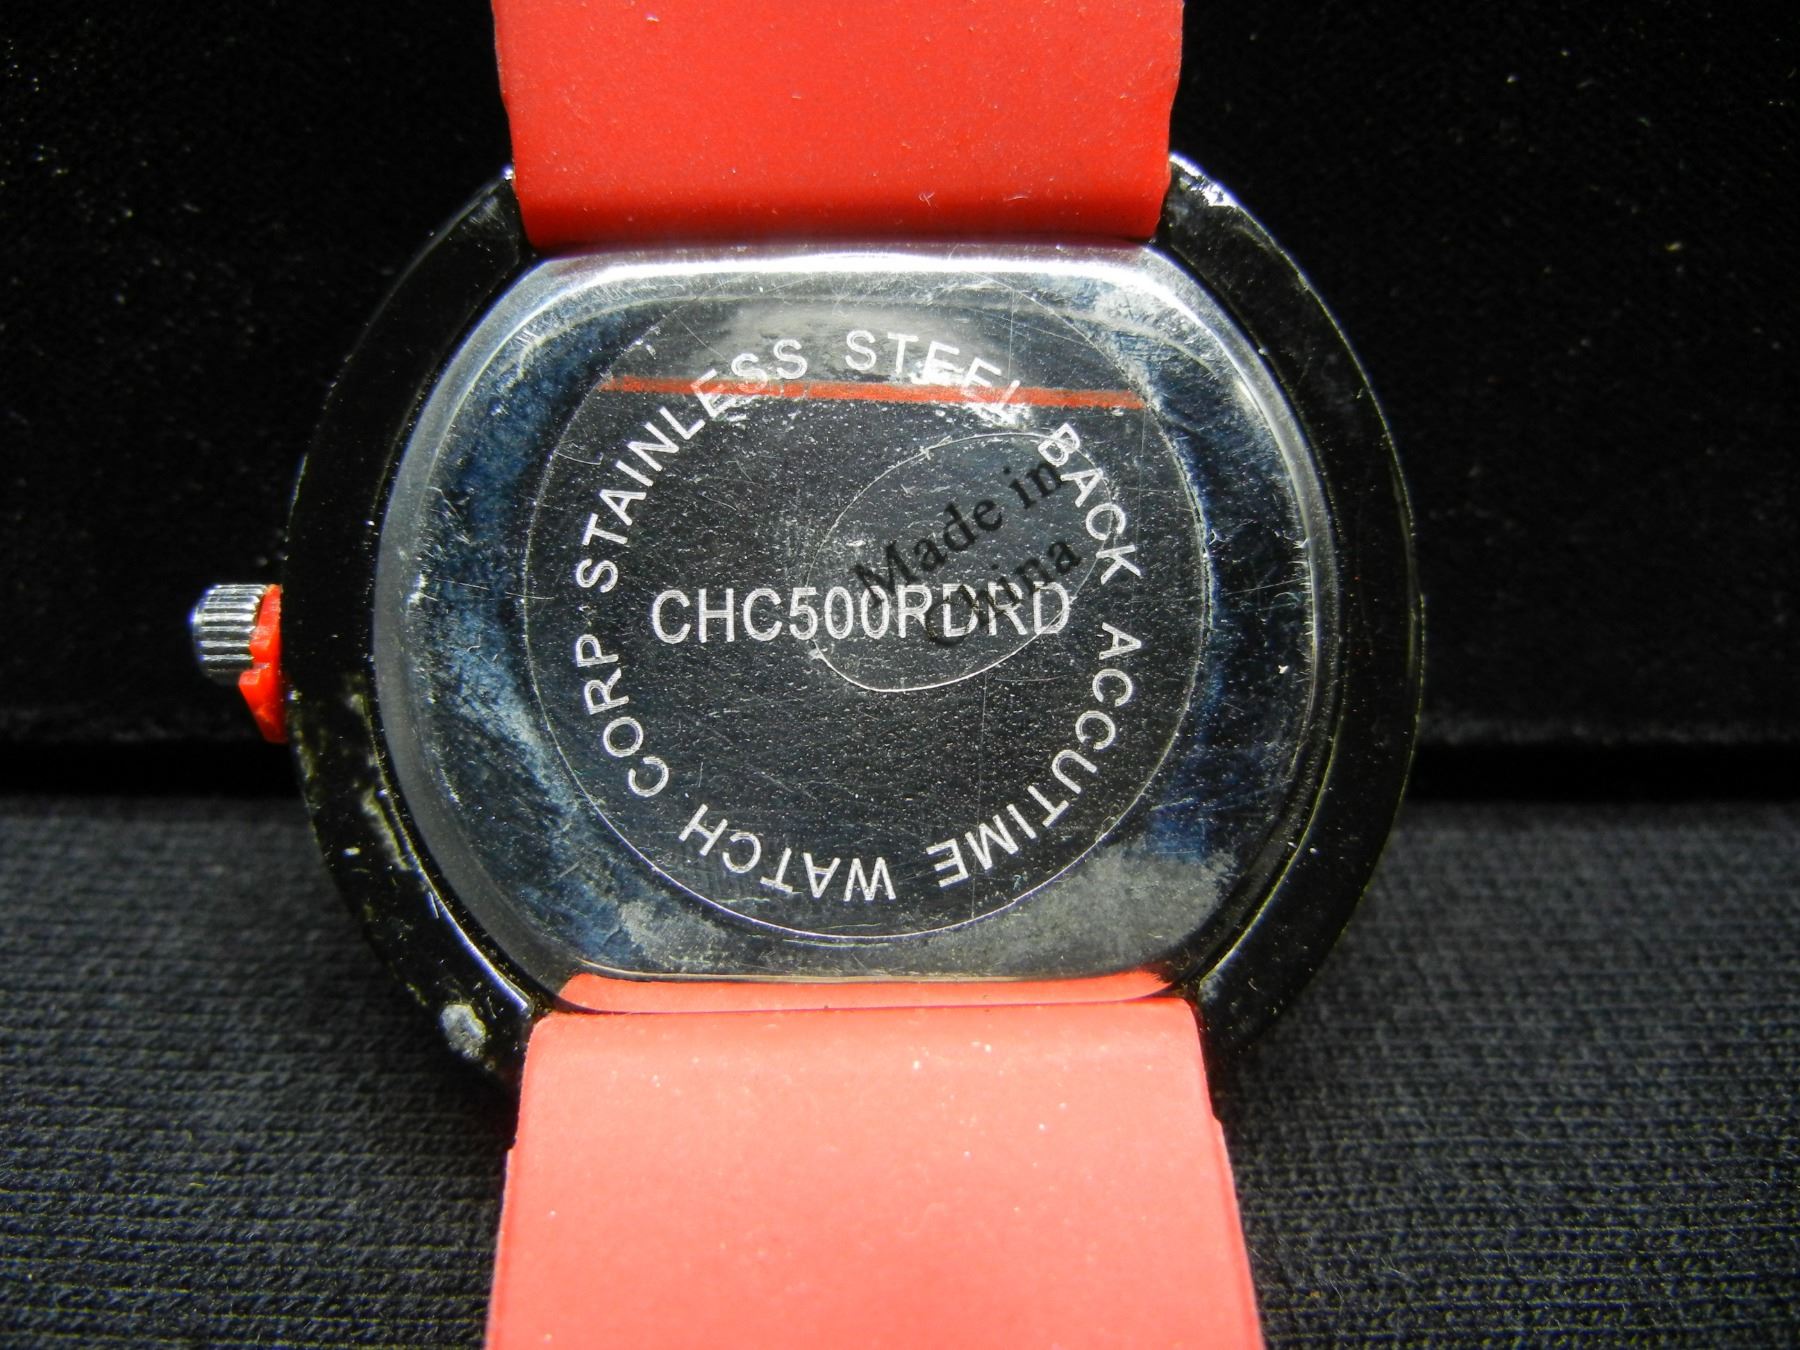 STAINLESS STEEL BACK ACCUTIME WATCH CORP
CHC500RDRD
Made in
China